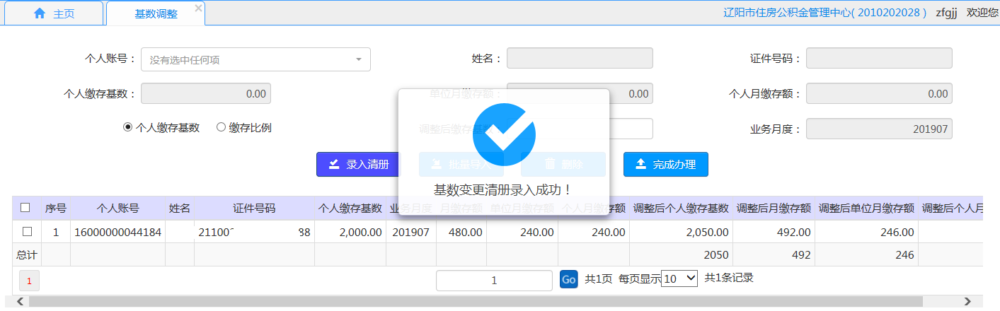 主页 基数调整 辽阳市住房公积金管理中心( 2010202028 ) zfgjj 欢迎您
个人账号： 没有选中任何项 姓名： 证件号码：
个人缴存基数： 0.00 单位月缴存额： 0.00 个人月缴存额： 0.00
个人缴存基数 缴存比例 调整后缴存基数： 业务月度： 201907
录入清册 批量导入 删除 完成办理
基数变更清册录入成功！
序号 个人账号 姓名 证件号码 个人缴存基数 业务月度 月缴存额 单位月缴存额 个人月缴存额 调整后个人缴存基数 调整后月缴存额 调整后单位月缴存额 调整后个人月
1 16000000044184 21100 38 2,000.00 201907 480.00 240.00 240.00 2,050.00 492.00 246.00
总计 2050 492 246
1 1 Go 共1页 每页显示 10 共1条记录